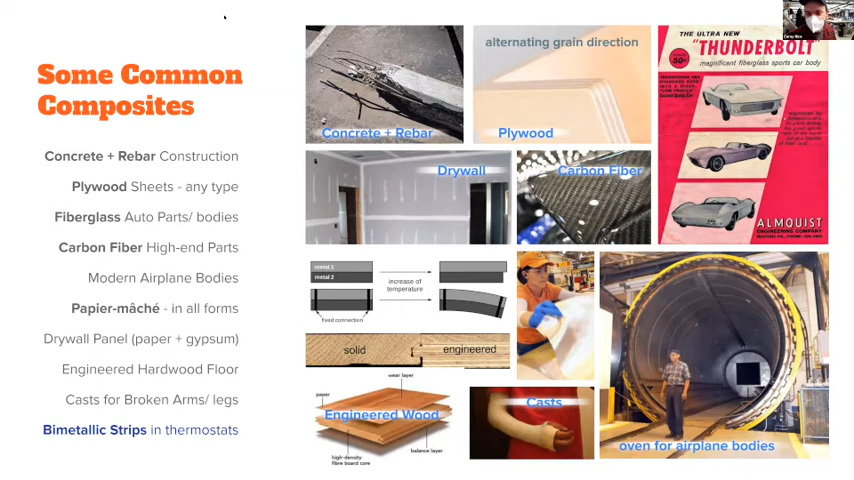 Some Common
Composites
Concrete + Rebar Construction
Plywood Sheets - any type
Fiberglass Auto Parts/ bodies
Carbon Fiber High-end Parts
Modern Airplane Bodies
Papier-mâché - in all forms
Drywall Panel (paper + gypsum)
Engineered Hardwood Floor
Casts for Broken Arms/ legs
Bimetallic Strips in thermostats
Concrete + Rebar
alternating grain direction
Plywood
THE ULTRA NEW
"THUNDERBOLT"
50¢
magnificent fiberglass sports car body
ALMQUIST
ENGINEERING COMPANY
Drywall
Carbon Fiber
metal 1
metal 2
increase of
temperature
fixed connection
solid
engineered
wear layer
paper
Engineered Wood
high-density
fibre board core
balance layer
Casts
oven for airplane bodies